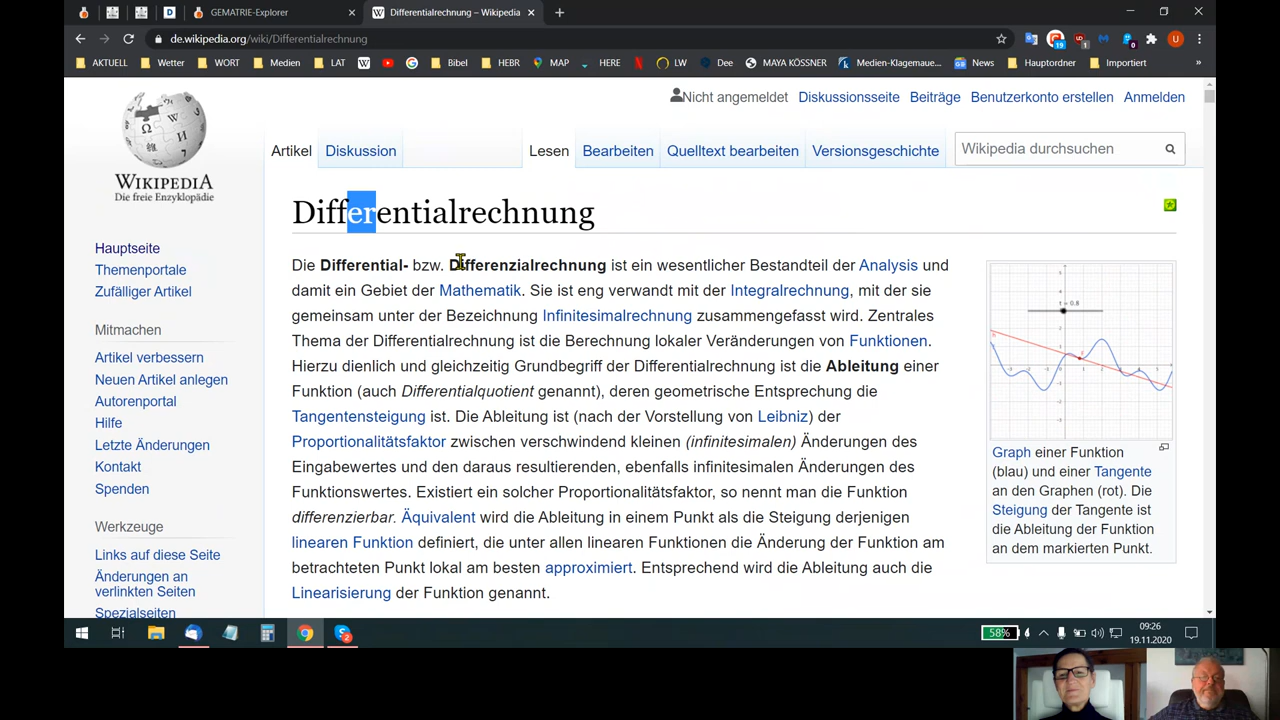 GEMATRIE-Explorer
Differentialrechnung – Wikipedia
de.wikipedia.org/wiki/Differentialrechnung
AKTUELL Wetter WORT Medien LAT Bibel HEBR MAP HERE LW Dee MAYA KÖSSNER Medien-Klagemaue... News Hauptordner Importiert »
Nicht angemeldet Diskussionsseite Beiträge Benutzerkonto erstellen Anmelden
Artikel Diskussion Lesen Bearbeiten Quelltext bearbeiten Versionsgeschichte Wikipedia durchsuchen
WIKIPEDIA
Die freie Enzyklopädie
Hauptseite
Themenportale
Zufälliger Artikel
Mitmachen
Artikel verbessern
Neuen Artikel anlegen
Autorenportal
Hilfe
Letzte Änderungen
Kontakt
Spenden
Werkzeuge
Links auf diese Seite
Änderungen an
verlinkten Seiten
Spezialseiten
Differentialrechnung
Die Differential- bzw. Differenzialrechnung ist ein wesentlicher Bestandteil der Analysis und
damit ein Gebiet der Mathematik. Sie ist eng verwandt mit der Integralrechnung, mit der sie
gemeinsam unter der Bezeichnung Infinitesimalrechnung zusammengefasst wird. Zentrales
Thema der Differentialrechnung ist die Berechnung lokaler Veränderungen von Funktionen.
Hierzu dienlich und gleichzeitig Grundbegriff der Differentialrechnung ist die Ableitung einer
Funktion (auch Differentialquotient genannt), deren geometrische Entsprechung die
Tangentensteigung ist. Die Ableitung ist (nach der Vorstellung von Leibniz) der
Proportionalitätsfaktor zwischen verschwindend kleinen (infinitesimalen) Änderungen des
Eingabewertes und den daraus resultierenden, ebenfalls infinitesimalen Änderungen des
Funktionswertes. Existiert ein solcher Proportionalitätsfaktor, so nennt man die Funktion
differenzierbar. Äquivalent wird die Ableitung in einem Punkt als die Steigung derjenigen
linearen Funktion definiert, die unter allen linearen Funktionen die Änderung der Funktion am
betrachteten Punkt lokal am besten approximiert. Entsprechend wird die Ableitung auch die
Linearisierung der Funktion genannt.
t = 0.8
Graph einer Funktion
(blau) und einer Tangente
an den Graphen (rot). Die
Steigung der Tangente ist
die Ableitung der Funktion
an dem markierten Punkt.
58%
09:26
19.11.2020